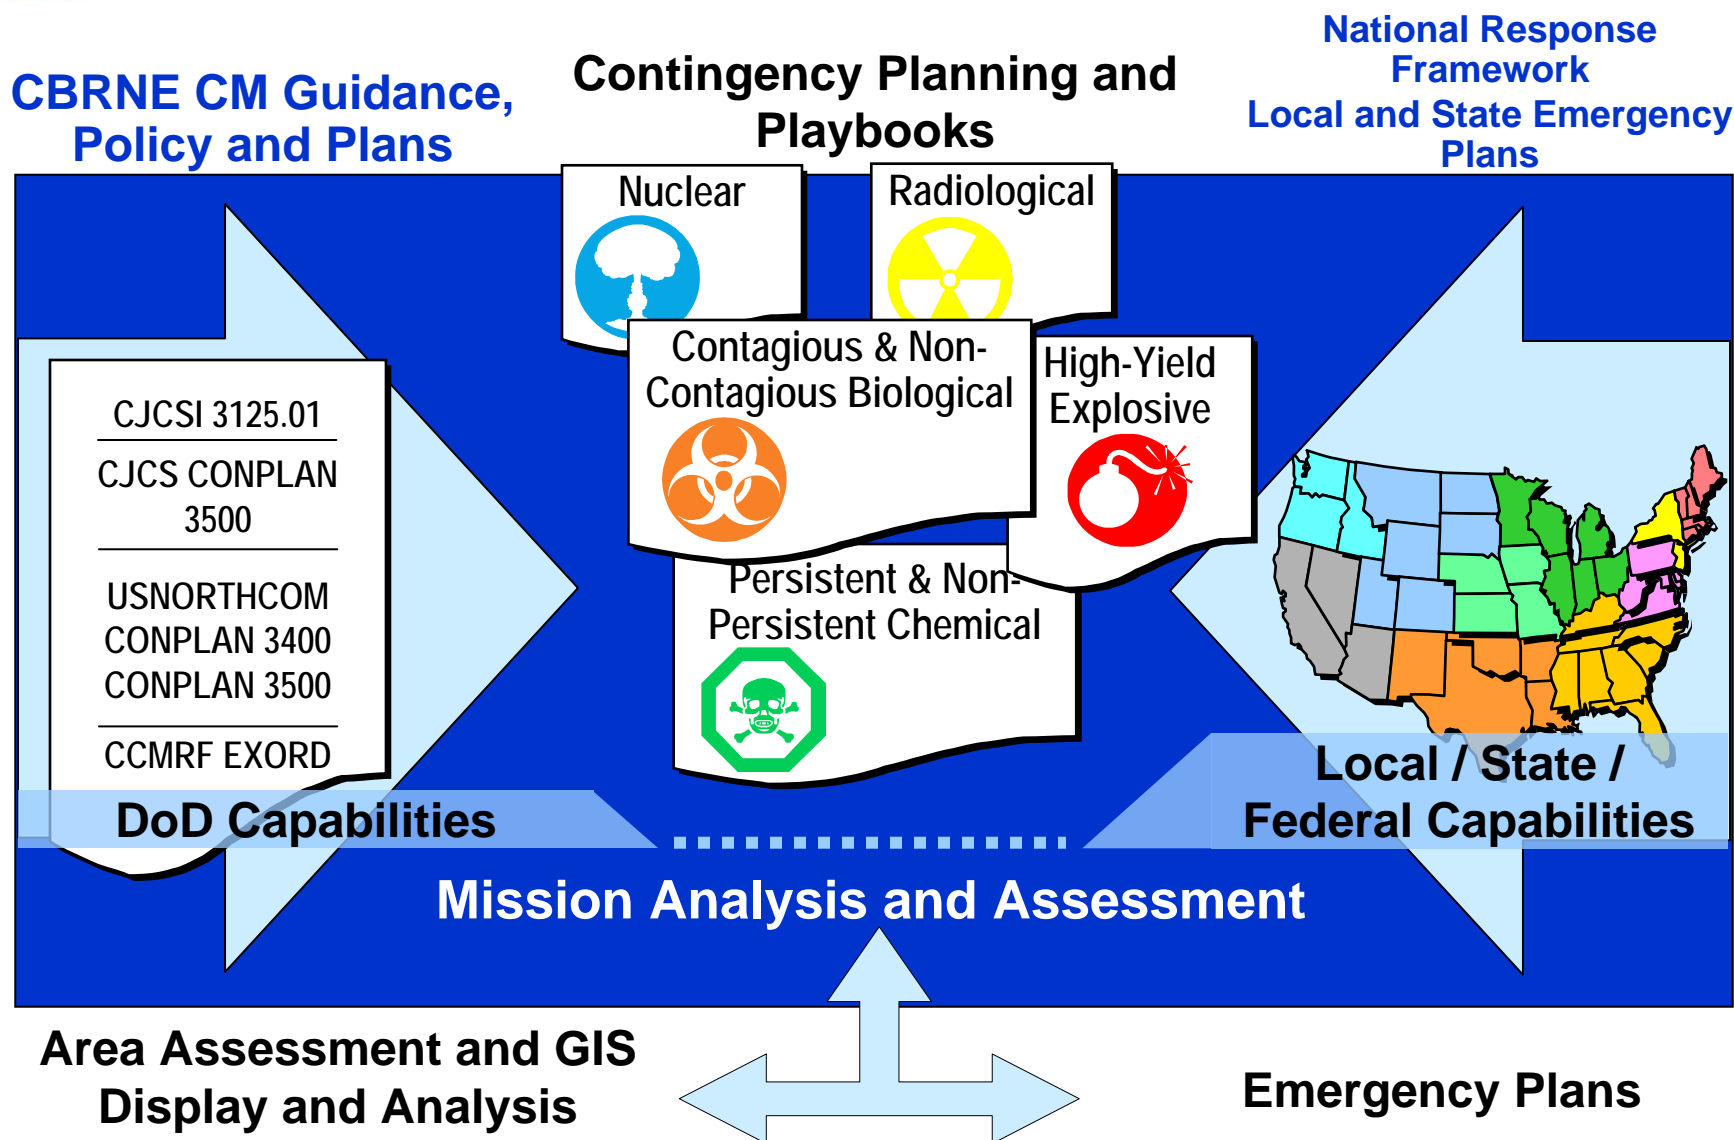 CBRNE CM Guidance,
Policy and Plans
Contingency Planning and
Playbooks
National Response
Framework
Local and State Emergency
Plans
Nuclear
Radiological
Contagious & Non-
Contagious Biological
High-Yield
Explosive
Persistent & Non-
Persistent Chemical
CJCSI 3125.01
CJCS CONPLAN
3500
USNORTHCOM
CONPLAN 3400
CONPLAN 3500
CCMRF EXORD
DoD Capabilities
Local / State /
Federal Capabilities
Mission Analysis and Assessment
Area Assessment and GIS
Display and Analysis
Emergency Plans